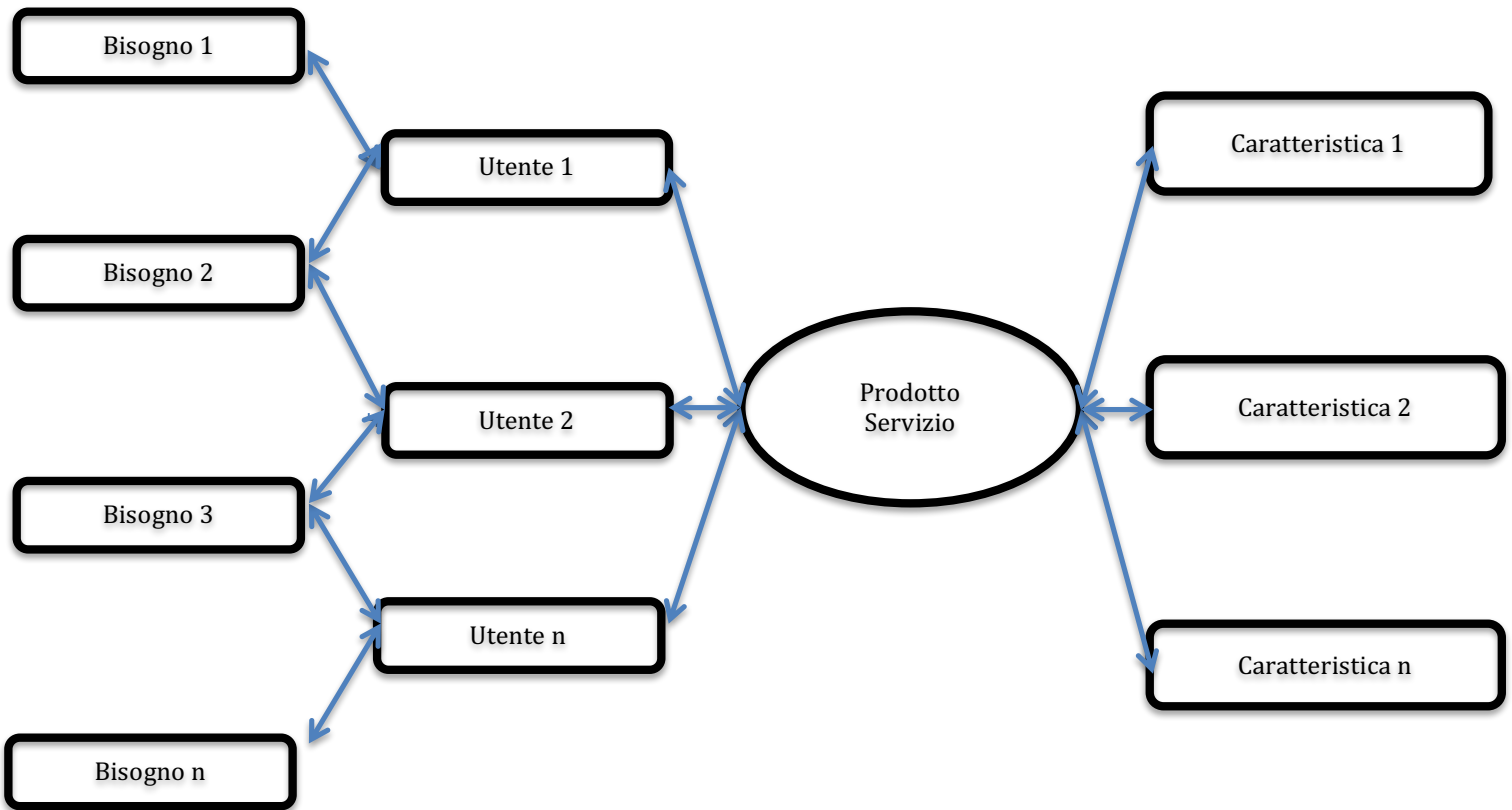 Bisogno 1
Bisogno 2
Bisogno 3
Bisogno n
Utente 1
Utente 2
Utente n
Prodotto
Servizio
Caratteristica 1
Caratteristica 2
Caratteristica n